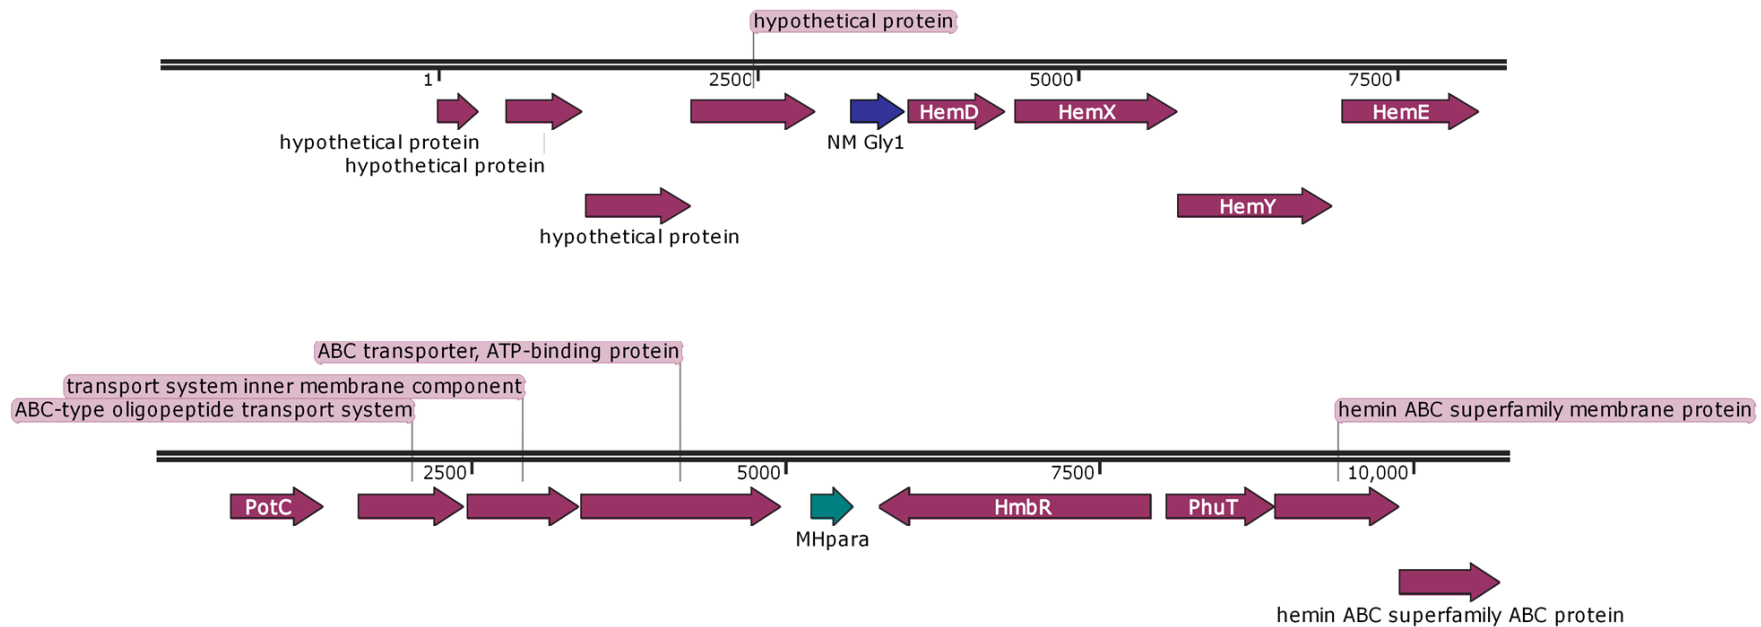 hypothetical protein
1 2500 5000 7500
HemD HemX HemE
hypothetical protein NM Gly1
hypothetical protein
HemY
hypothetical protein
ABC transporter, ATP-binding protein
transport system inner membrane component
ABC-type oligopeptide transport system hemin ABC superfamily membrane protein
2500 5000 7500 10,000
PotC HmbR PhuT
MHpara
hemin ABC superfamily ABC protein